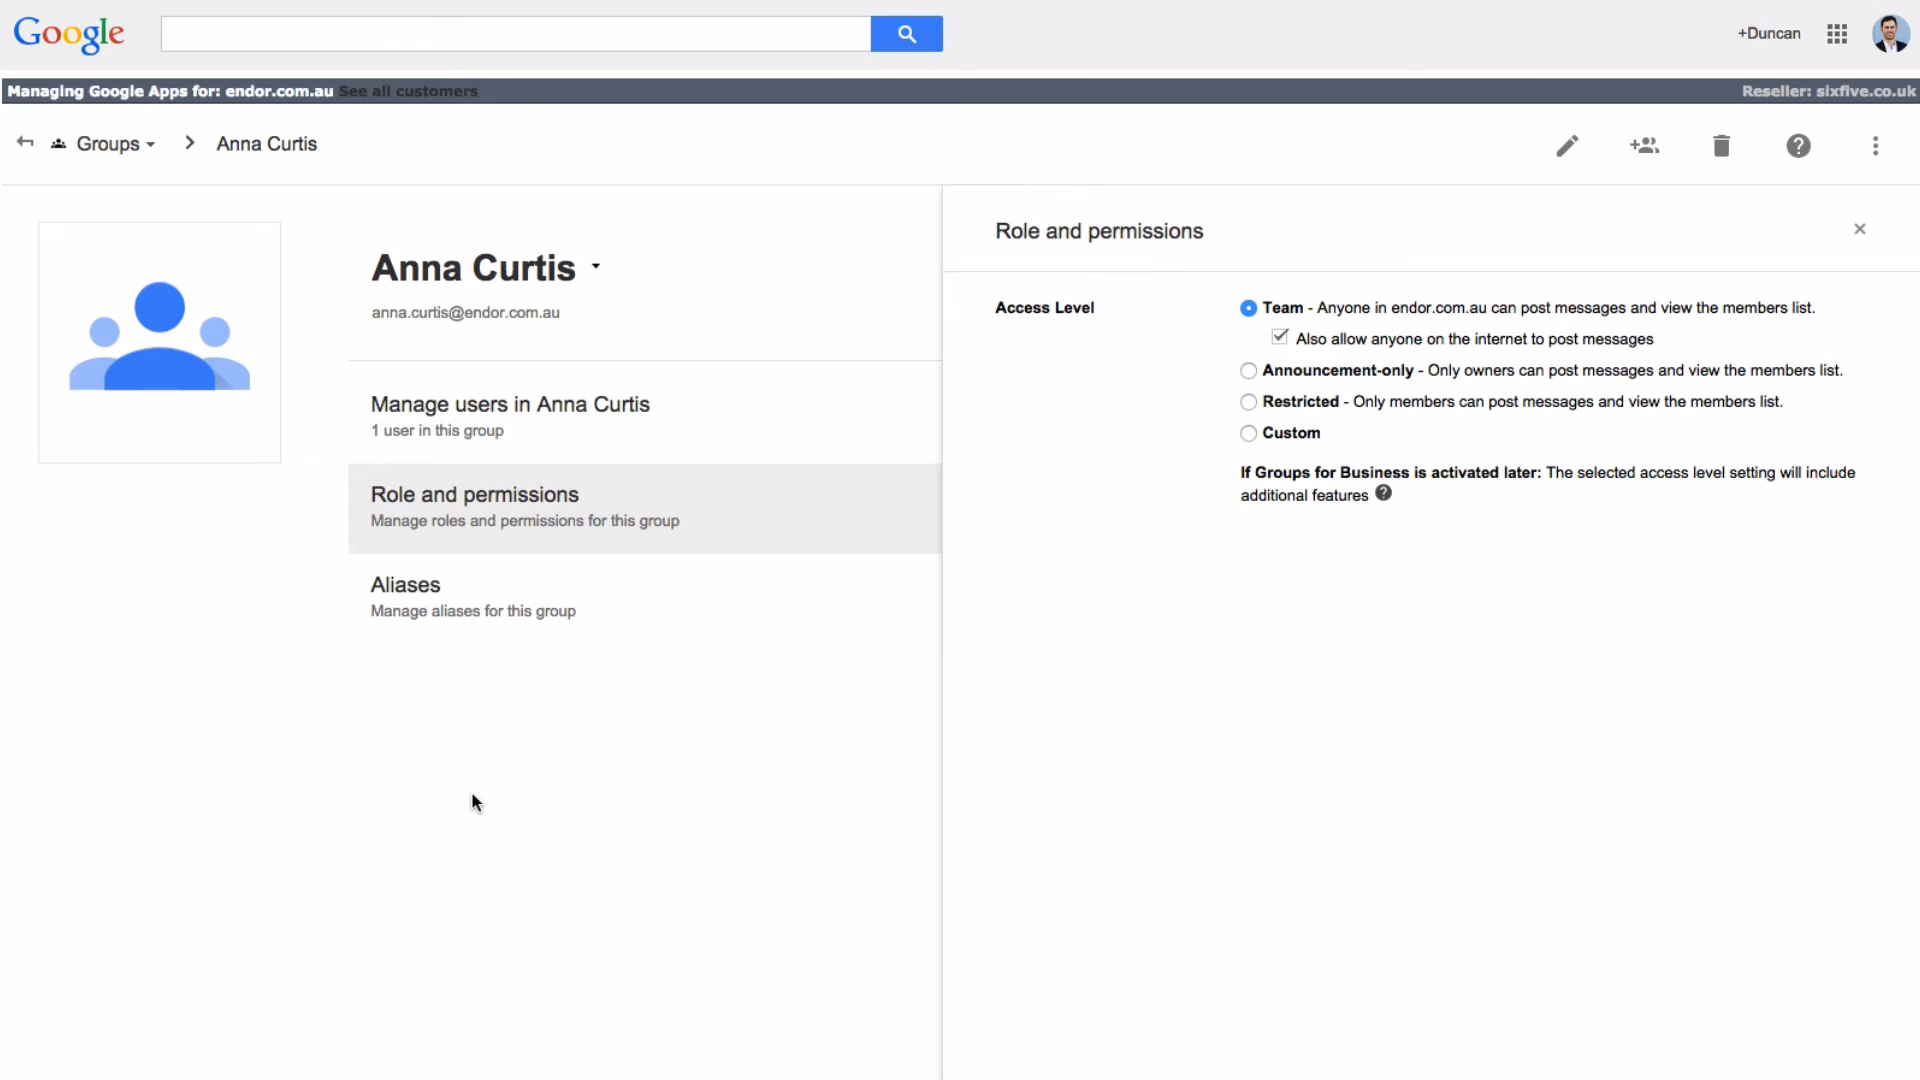 Google
+Duncan
Managing Google Apps for: endor.com.au See all customers
Reseller: sixfive.co.uk
Groups
Anna Curtis
Anna Curtis
anna.curtis@endor.com.au
Manage users in Anna Curtis
1 user in this group
Role and permissions
Manage roles and permissions for this group
Aliases
Manage aliases for this group
Role and permissions
Access Level
Team - Anyone in endor.com.au can post messages and view the members list.
Also allow anyone on the internet to post messages
Announcement-only - Only owners can post messages and view the members list.
Restricted - Only members can post messages and view the members list.
Custom
If Groups for Business is activated later: The selected access level setting will include
additional features